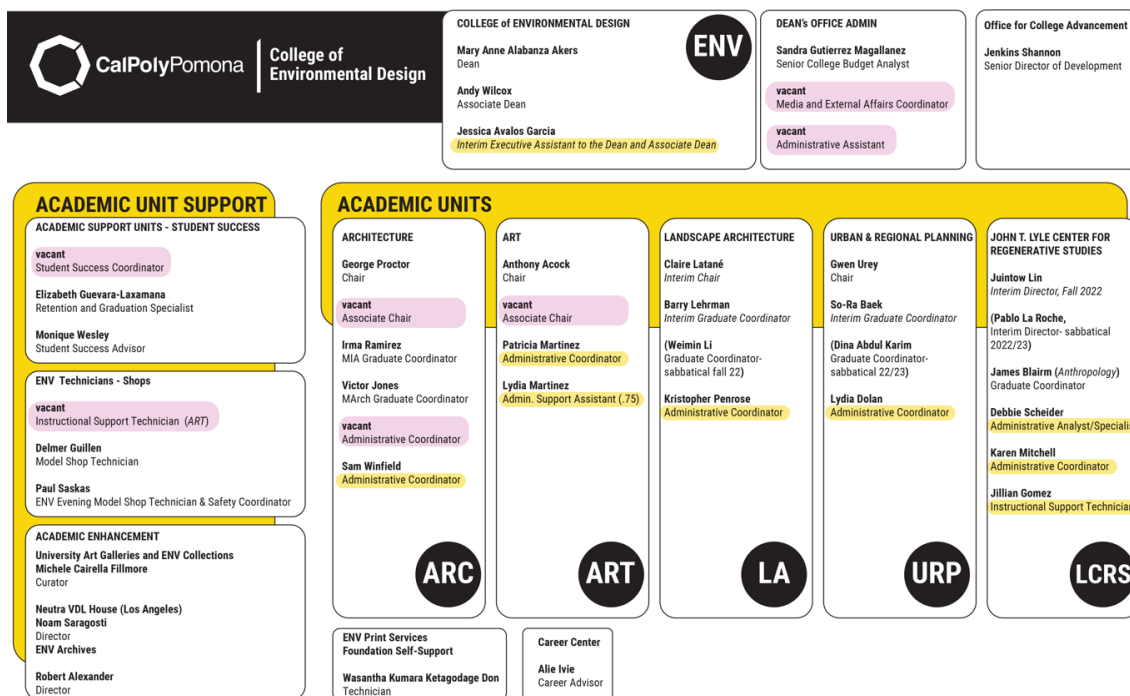 CalPolyPomona
College of
Environmental Design
COLLEGE of ENVIRONMENTAL DESIGN
Mary Anne Alabanza Akers
Dean
Andy Wilcox
Associate Dean
Jessica Avalos Garcia
Interim Executive Assistant to the Dean and Associate Dean
ENV
DEAN's OFFICE ADMIN
Sandra Gutierrez Magallanez
Senior College Budget Analyst
vacant
Media and External Affairs Coordinator
vacant
Administrative Assistant
Office for College Advancement
Jenkins Shannon
Senior Director of Development
ACADEMIC UNIT SUPPORT
ACADEMIC SUPPORT UNITS - STUDENT SUCCESS
vacant
Student Success Coordinator
Elizabeth Guevara-Laxamana
Retention and Graduation Specialist
Monique Wesley
Student Success Advisor
ENV Technicians - Shops
vacant
Instructional Support Technician (ART)
Delmer Guillen
Model Shop Technician
Paul Saskas
ENV Evening Model Shop Technician & Safety Coordinator
ACADEMIC ENHANCEMENT
University Art Galleries and ENV Collections
Michele Cairella Fillmore
Curator
Neutra VDL House (Los Angeles)
Noam Saragosti
Director
ENV Archives
Robert Alexander
Director
ACADEMIC UNITS
ARCHITECTURE
George Proctor
Chair
vacant
Associate Chair
Irma Ramirez
MIA Graduate Coordinator
Victor Jones
MArch Graduate Coordinator
vacant
Administrative Coordinator
Sam Winfield
Administrative Coordinator
ARC
ART
Anthony Acock
Chair
vacant
Associate Chair
Patricia Martinez
Administrative Coordinator
Lydia Martinez
Admin. Support Assistant (.75)
ART
LANDSCAPE ARCHITECTURE
Claire Latané
Interim Chair
Barry Lehrman
Interim Graduate Coordinator
(Weimin Li
Graduate Coordinator-
sabbatical fall 22)
Kristopher Penrose
Administrative Coordinator
LA
URBAN & REGIONAL PLANNING
Gwen Urey
Chair
So-Ra Baek
Interim Graduate Coordinator
(Dina Abdul Karim
Graduate Coordinator-
sabbatical 22/23)
Lydia Dolan
Administrative Coordinator
URP
JOHN T. LYLE CENTER FOR
REGENERATIVE STUDIES
Juintow Lin
Interim Director, Fall 2022
(Pablo La Roche,
Interim Director- sabbatical
2022/23)
James Blairm (Anthropology)
Graduate Coordinator
Debbie Scheider
Administrative Analyst/Specialis
Karen Mitchell
Administrative Coordinator
Jillian Gomez
Instructional Support Technician
LCRS
ENV Print Services
Foundation Self-Support
Wasantha Kumara Ketagodage Don
Technician
Career Center
Alie Ivie
Career Advisor